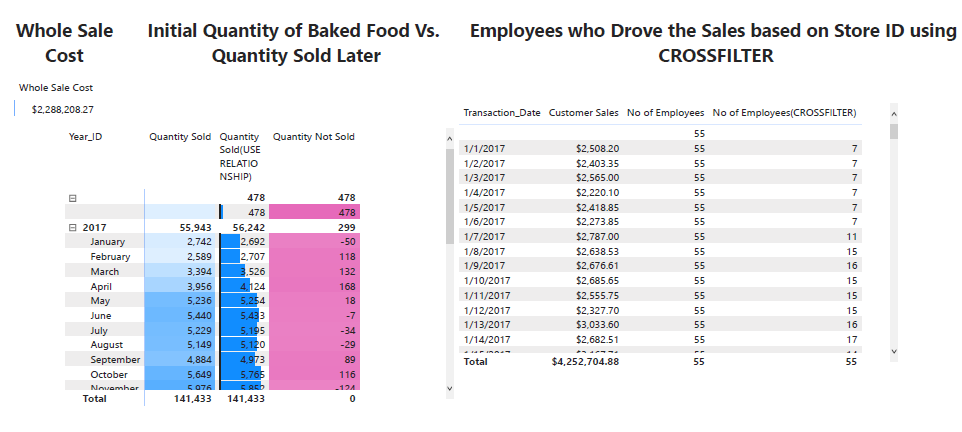 Whole Sale
Cost
Initial Quantity of Baked Food Vs.
Quantity Sold Later
Employees who Drove the Sales based on Store ID using
CROSSFILTER
Whole Sale Cost
$2,288,208.27
Year_ID Quantity Sold Quantity Sold(USE RELATIO NSHIP) Quantity Not Sold
478 478
478 478
2017 55,943 56,242 299
January 2,742 2,692 -50
February 2,589 2,707 118
March 3,394 3,526 132
April 3,956 4,124 168
May 5,236 5,254 18
June 5,440 5,433 -7
July 5,229 5,195 -34
August 5,149 5,120 -29
September 4,884 4,973 89
October 5,649 5,765 116
November 5,976 5,852 -124
Total 141,433 141,433 0
Transaction_Date Customer Sales No of Employees No of Employees(CROSSFILTER)
55
1/1/2017 $2,508.20 55 7
1/2/2017 $2,403.35 55 7
1/3/2017 $2,565.00 55 7
1/4/2017 $2,220.10 55 7
1/5/2017 $2,418.85 55 7
1/6/2017 $2,273.85 55 7
1/7/2017 $2,787.00 55 11
1/8/2017 $2,638.53 55 15
1/9/2017 $2,676.61 55 16
1/10/2017 $2,685.65 55 15
1/11/2017 $2,555.75 55 15
1/12/2017 $2,327.70 55 15
1/13/2017 $3,033.60 55 16
1/14/2017 $2,682.51 55 17
Total $4,252,704.88 55 55